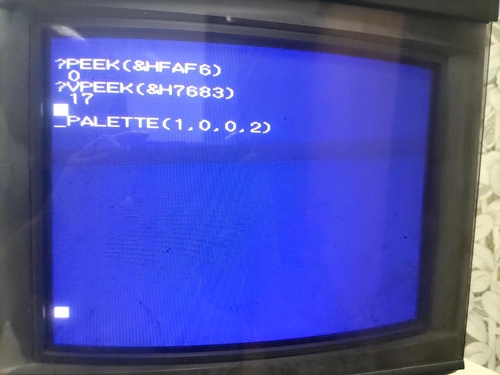 ?PEEK(&HFAF6)
0
?VPEEK(&H7683)
17
_PALETTE(1,0,0,2)